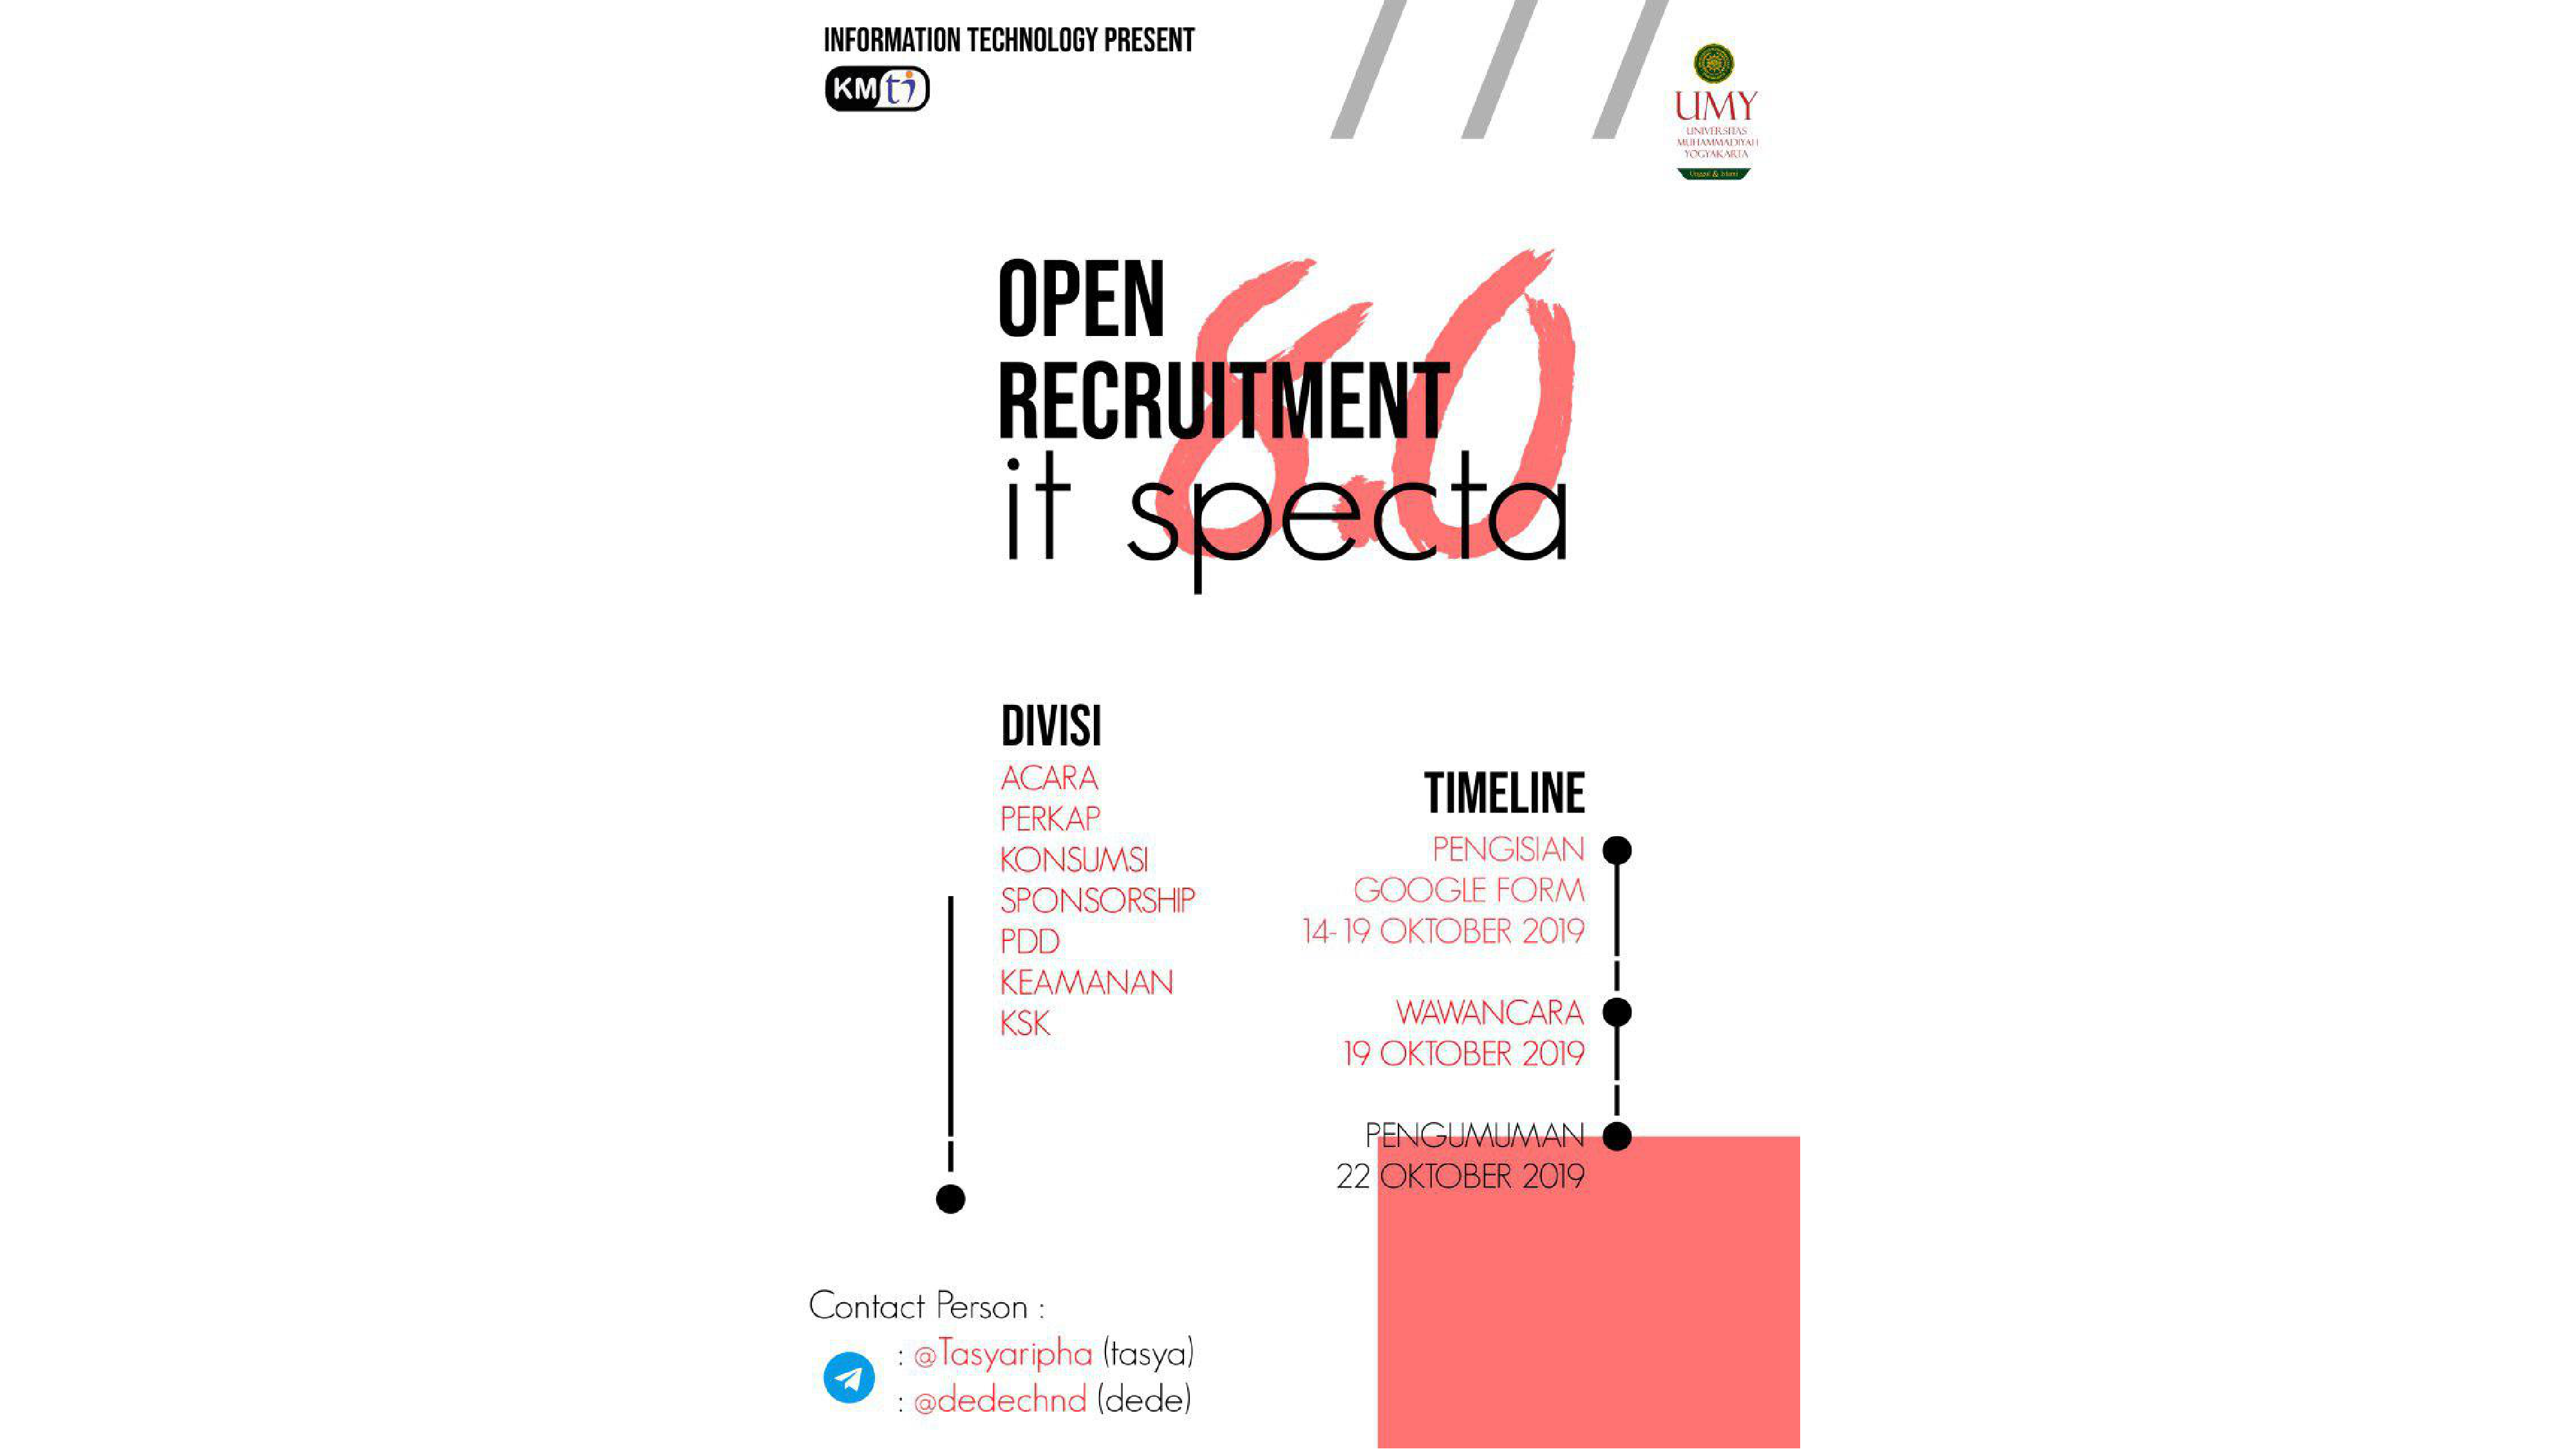 INFORMATION TECHNOLOGY PRESENT
KMti
UMY
UNIVERSITAS
MUHAMMADIYAH
YOGYAKARTA
Unggul & Islami
8.0
OPEN
RECRUITMENT
it specta
DIVISI
ACARA
PERKAP
KONSUMSI
SPONSORSHIP
PDD
KEAMANAN
KSK
TIMELINE
PENGISIAN
GOOGLE FORM
14-19 OKTOBER 2019
WAWANCARA
19 OKTOBER 2019
PENGUMUMAN
22 OKTOBER 2019
Contact Person :
: @Tasyaripha (tasya)
: @dedechnd (dede)